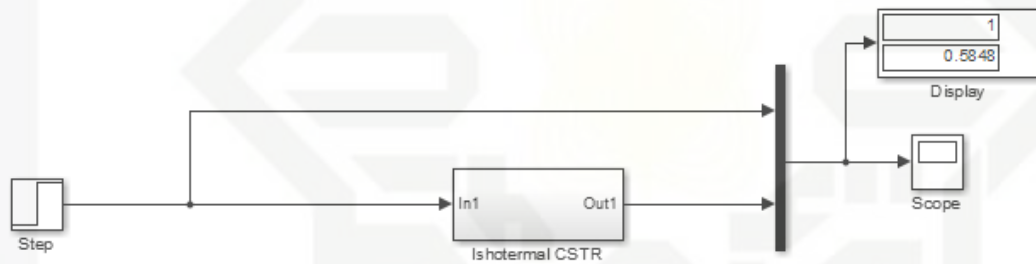 1
0.5848
Display
In1
Out1
Scope
Step
Ishotermal CSTR